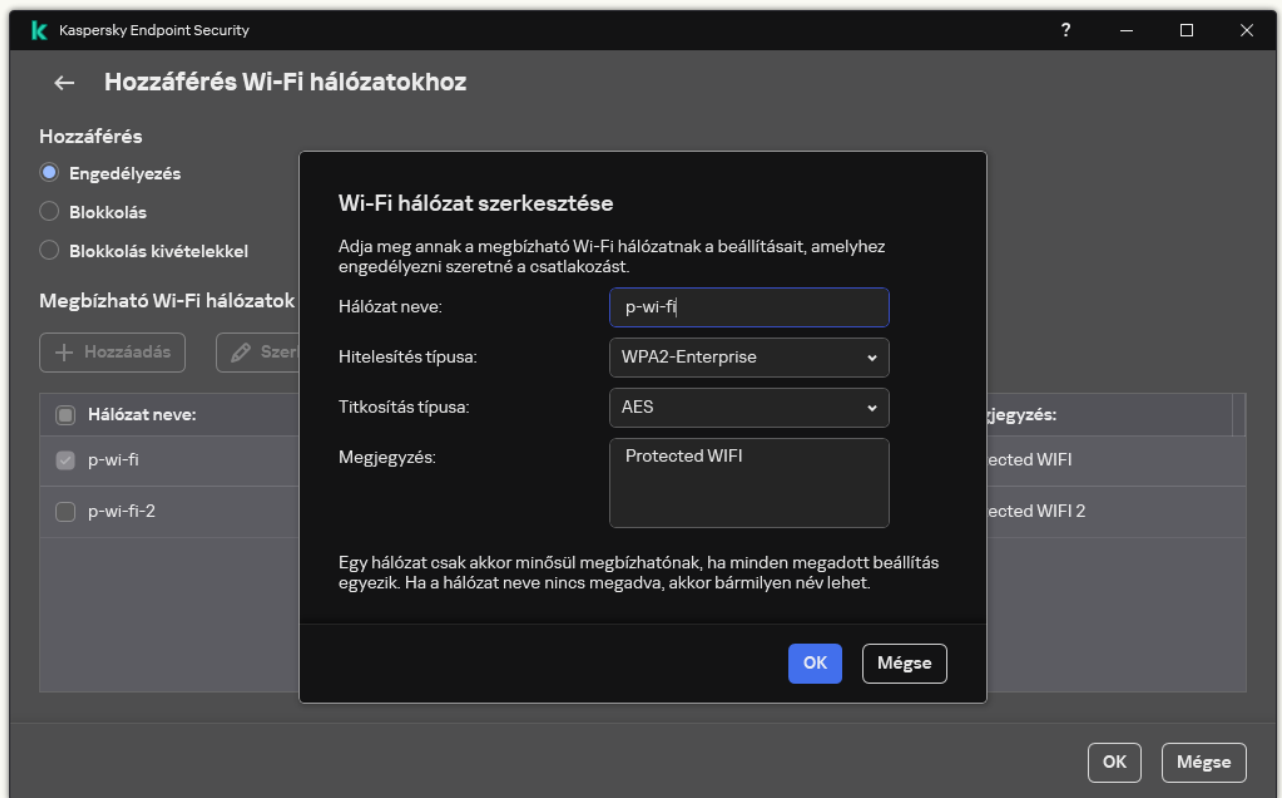 Kaspersky Endpoint Security
?
Hozzáférés Wi-Fi hálózatokhoz
Hozzáférés
Engedélyezés
Blokkolás
Blokkolás kivételekkel
Megbízható Wi-Fi hálózatok
Hozzáadás
Hálózat neve:
p-wi-fi
p-wi-fi-2
Wi-Fi hálózat szerkesztése
Adja meg annak a megbízható Wi-Fi hálózatnak a beállításait, amelyhez
engedélyezni szeretné a csatlakozást.
Hálózat neve: p-wi-fi
Hitelesítés típusa: WPA2-Enterprise
Titkosítás típusa: AES
Megjegyzés: Protected WIFI
Egy hálózat csak akkor minősül megbízhatónak, ha minden megadott beállítás
egyezik. Ha a hálózat neve nincs megadva, akkor bármilyen név lehet.
OK Mégse
WIFI
WIFI 2
OK Mégse